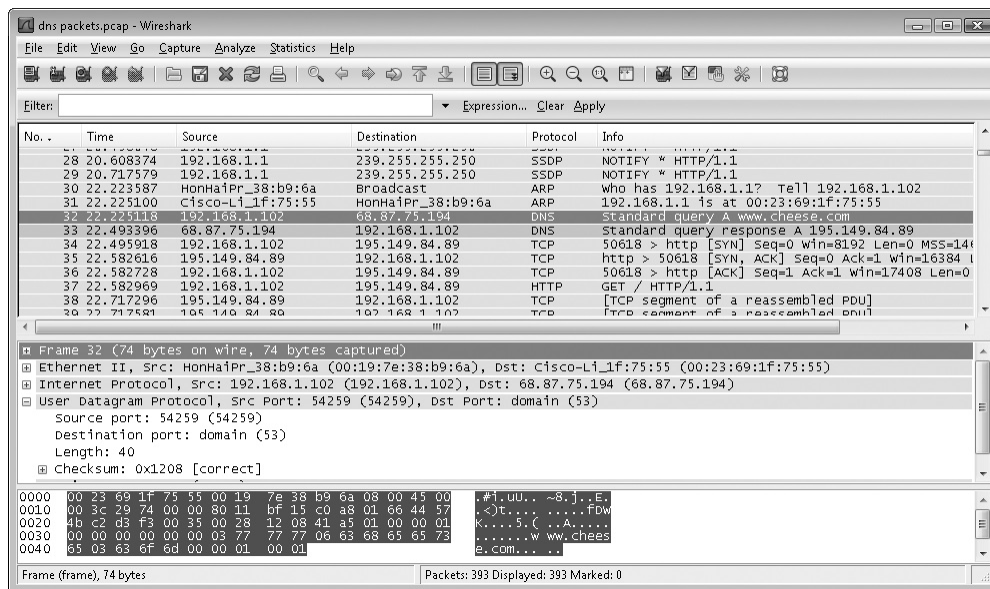 dns packets.pcap - Wireshark
File Edit View Go Capture Analyze Statistics Help
Filter: Expression... Clear Apply
No. . Time Source Destination Protocol Info
28 20.608374 192.168.1.1 239.255.255.250 SSDP NOTIFY * HTTP/1.1
29 20.717579 192.168.1.1 239.255.255.250 SSDP NOTIFY * HTTP/1.1
30 22.223587 HonHaiPr_38:b9:6a Broadcast ARP Who has 192.168.1.1? Tell 192.168.1.102
31 22.225100 Cisco-Li_1f:75:55 HonHaiPr_38:b9:6a ARP 192.168.1.1 is at 00:23:69:1f:75:55
32 22.225118 192.168.1.102 68.87.75.194 DNS Standard query A www.cheese.com
33 22.493396 68.87.75.194 192.168.1.102 DNS Standard query response A 195.149.84.89
34 22.495918 192.168.1.102 195.149.84.89 TCP 50618 > http [SYN] Seq=0 Win=8192 Len=0 MSS=146
35 22.582616 195.149.84.89 192.168.1.102 TCP http > 50618 [SYN, ACK] Seq=0 Ack=1 Win=16384 L
36 22.582728 192.168.1.102 195.149.84.89 TCP 50618 > http [ACK] Seq=1 Ack=1 Win=17408 Len=0
37 22.582969 192.168.1.102 195.149.84.89 HTTP GET / HTTP/1.1
38 22.717296 195.149.84.89 192.168.1.102 TCP [TCP segment of a reassembled PDU]
39 22.717581 195.149.84.89 192.168.1.102 TCP [TCP segment of a reassembled PDU]
Frame 32 (74 bytes on wire, 74 bytes captured)
Ethernet II, Src: HonHaiPr_38:b9:6a (00:19:7e:38:b9:6a), Dst: Cisco-Li_1f:75:55 (00:23:69:1f:75:55)
Internet Protocol, Src: 192.168.1.102 (192.168.1.102), Dst: 68.87.75.194 (68.87.75.194)
User Datagram Protocol, Src Port: 54259 (54259), Dst Port: domain (53)
Source port: 54259 (54259)
Destination port: domain (53)
Length: 40
Checksum: 0x1208 [correct]
0000 00 23 69 1f 75 55 00 19 7e 38 b9 6a 08 00 45 00 .#i.uU.. ~8.j..E.
0010 00 3c 29 74 00 00 80 11 bf 15 c0 a8 01 66 44 57 .<)t.... .....fDW
0020 4b c2 d3 f3 00 35 00 28 12 08 41 a5 01 00 00 01 K....5.( ..A.....
0030 00 00 00 00 00 00 03 77 77 77 06 63 68 65 65 73 .......w ww.chees
0040 65 03 63 6f 6d 00 00 01 00 01 e.com... ..
Frame (frame), 74 bytes Packets: 393 Displayed: 393 Marked: 0